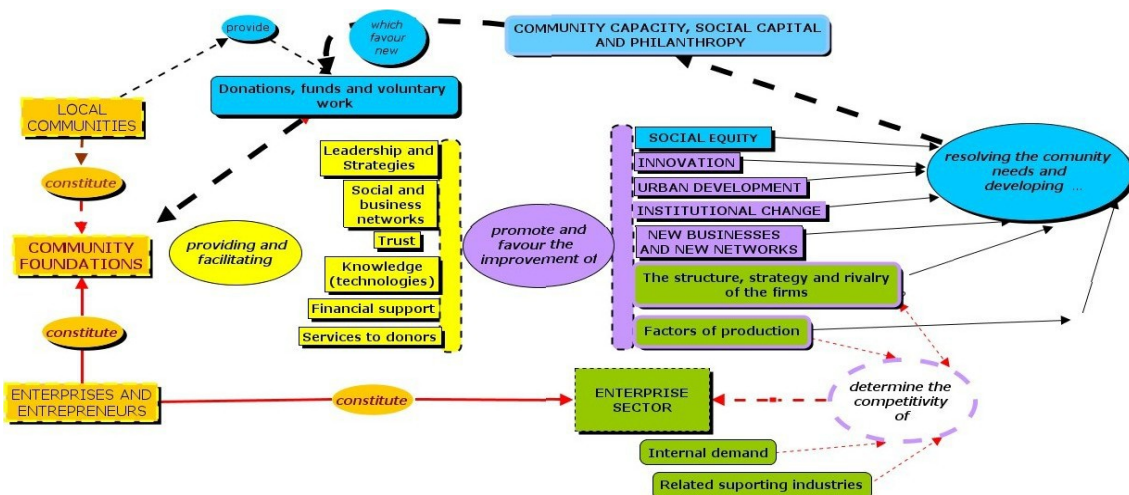 provide
which
favour
new
COMMUNITY CAPACITY, SOCIAL CAPITAL
AND PHILANTHROPY
Donations, funds and voluntary
work
LOCAL
COMMUNITIES
constitute
COMMUNITY
FOUNDATIONS
constitute
ENTERPRISES AND
ENTREPRENEURS
providing and
facilitating
Leadership and
Strategies
Social and
business
networks
Trust
Knowledge
(technologies)
Financial support
Services to donors
promote and
favour the
improvement of
SOCIAL EQUITY
INNOVATION
URBAN DEVELOPMENT
INSTITUTIONAL CHANGE
NEW BUSINESSES
AND NEW NETWORKS
The structure, strategy and rivalry
of the firms
Factors of production
resolving the comunity
needs and
developing ...
constitute
ENTERPRISE
SECTOR
determine the
competitivity
of
Internal demand
Related suporting industries